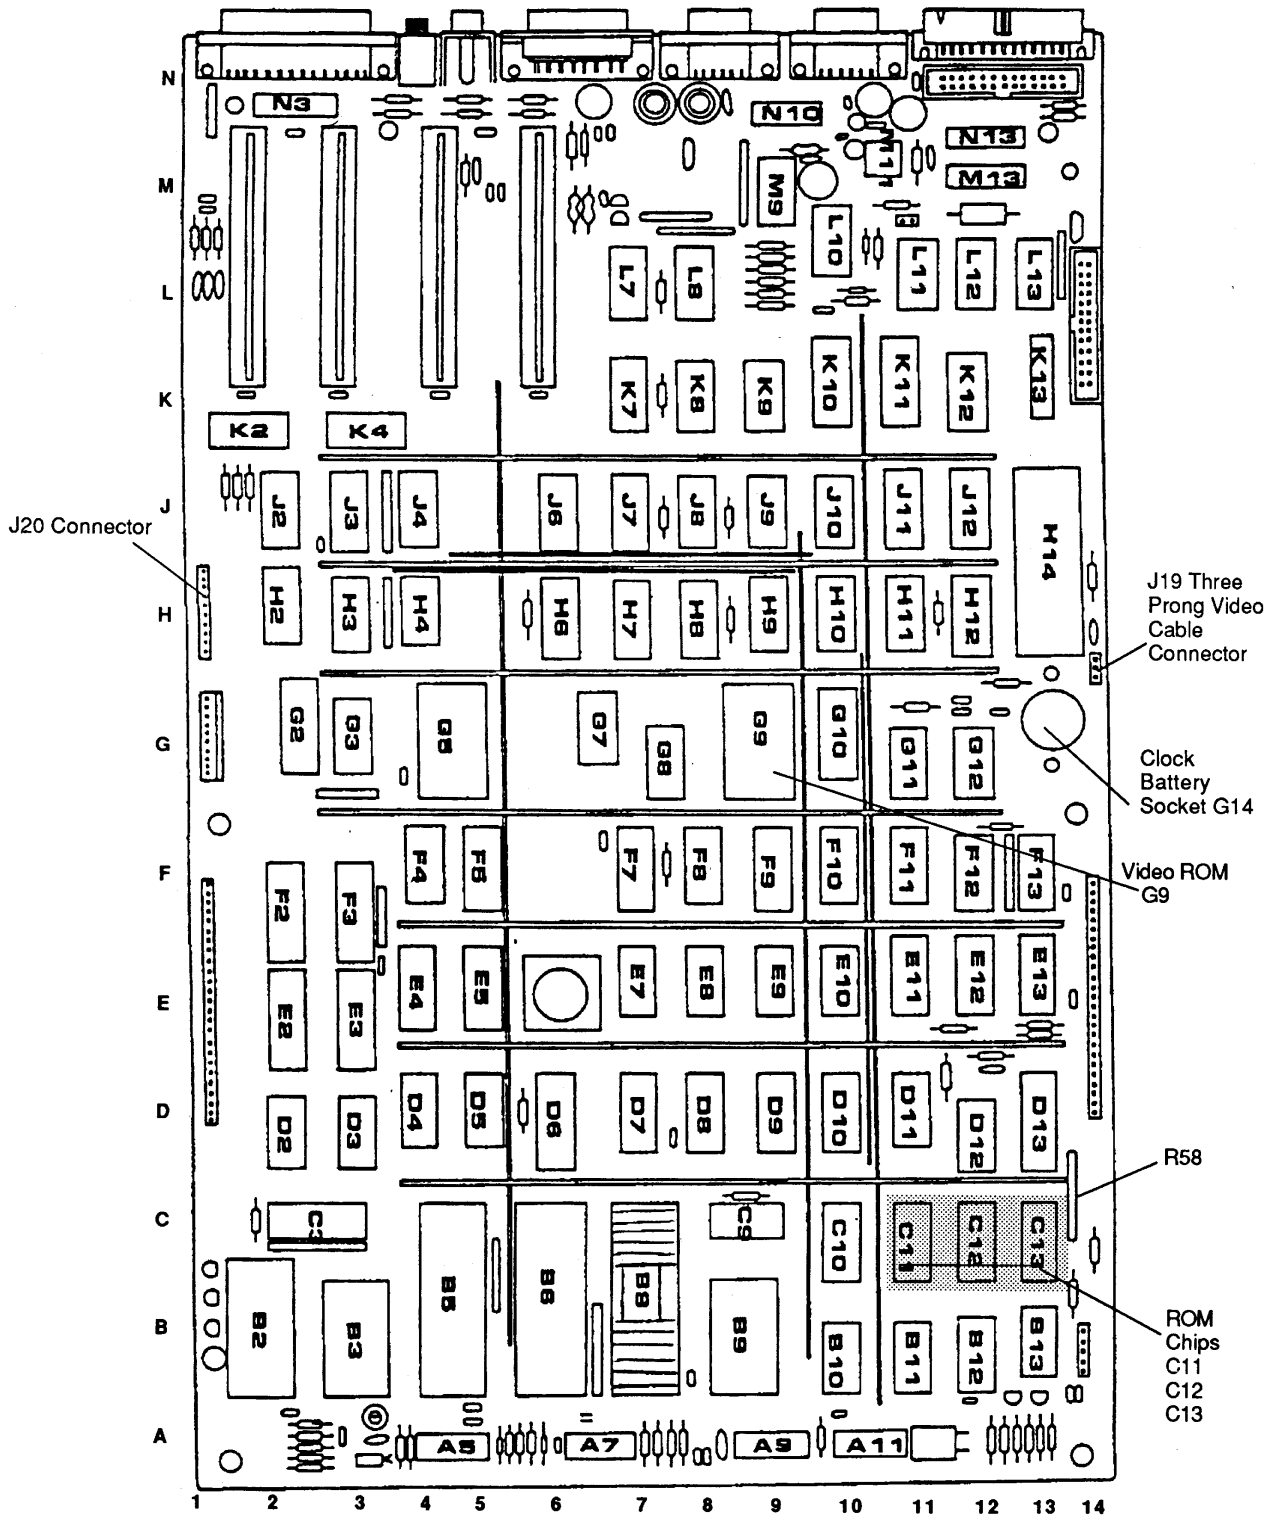 N
N3
N10
N13
M11
M13
M
M9
L10
L
L7
L8
L11
L12
L13
K
K7
K8
K9
K10
K11
K12
K13
K2
K4
J
J2
J3
J4
J6
J7
J8
J9
J10
J11
J12
H14
J20 Connector
H
H2
H3
H4
H6
H7
H8
H9
H10
H11
H12
J19 Three
Prong Video
Cable
Connector
G
G2
G3
G5
G7
G8
G9
G10
G11
G12
Clock
Battery
Socket G14
F
F2
F3
F4
F5
F7
F8
F9
F10
F11
F12
F13
Video ROM
G9
E
E2
E3
E4
E5
E7
E8
E9
E10
E11
E12
E13
D
D2
D3
D4
D5
D6
D7
D8
D9
D10
D11
D12
D13
R58
C
C3
C9
C10
C11
C12
C13
B
B2
B3
B5
B6
B8
B9
B10
B11
B12
B13
ROM
Chips
C11
C12
C13
A
A5
A7
A9
A11
1 2 3 4 5 6 7 8 9 10 11 12 13 14